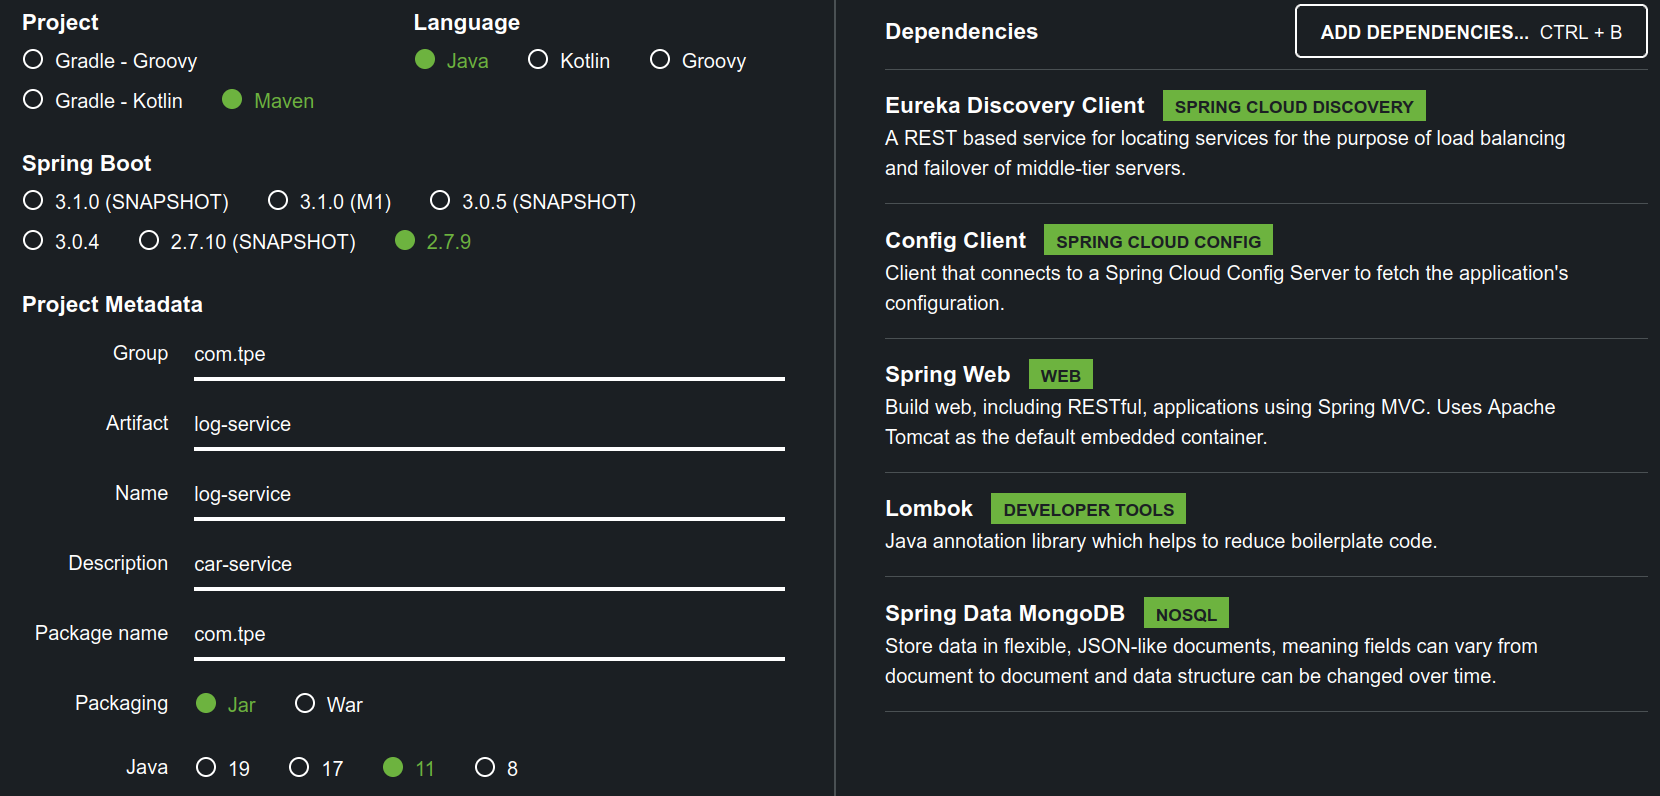 Project
Gradle - Groovy
Gradle - Kotlin Maven
Language
Java Kotlin Groovy
Spring Boot
3.1.0 (SNAPSHOT) 3.1.0 (M1) 3.0.5 (SNAPSHOT)
3.0.4 2.7.10 (SNAPSHOT) 2.7.9
Project Metadata
Group com.tpe
Artifact log-service
Name log-service
Description car-service
Package name com.tpe
Packaging Jar War
Java 19 17 11 8
Dependencies ADD DEPENDENCIES... CTRL + B
Eureka Discovery Client SPRING CLOUD DISCOVERY
A REST based service for locating services for the purpose of load balancing
and failover of middle-tier servers.
Config Client SPRING CLOUD CONFIG
Client that connects to a Spring Cloud Config Server to fetch the application's
configuration.
Spring Web WEB
Build web, including RESTful, applications using Spring MVC. Uses Apache
Tomcat as the default embedded container.
Lombok DEVELOPER TOOLS
Java annotation library which helps to reduce boilerplate code.
Spring Data MongoDB NOSQL
Store data in flexible, JSON-like documents, meaning fields can vary from
document to document and data structure can be changed over time.